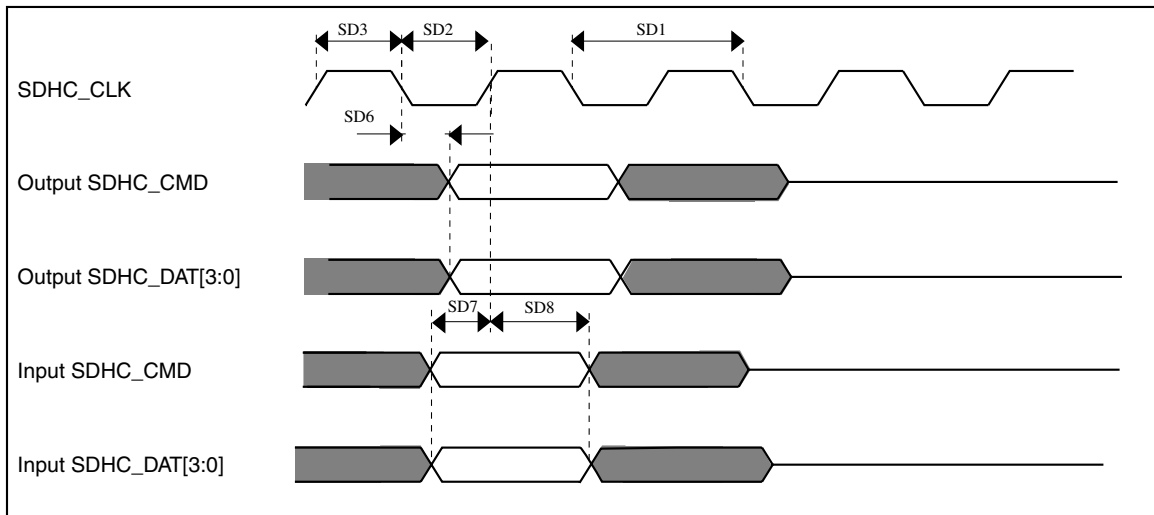 SD3 SD2 SD1
SDHC_CLK
SD6
Output SDHC_CMD
Output SDHC_DAT[3:0]
SD7 SD8
Input SDHC_CMD
Input SDHC_DAT[3:0]